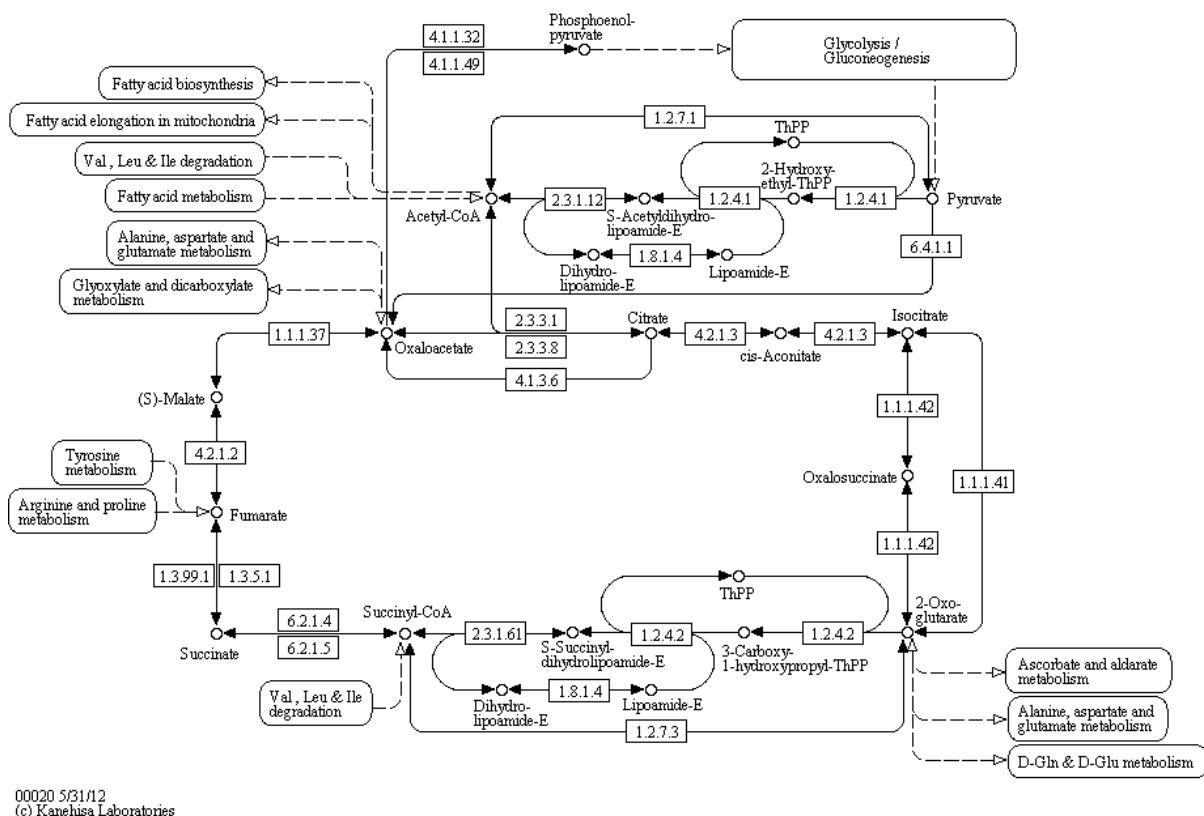 Phosphoenol-
pyruvate
4.1.1.32
4.1.1.49
Glycolysis /
Gluconeogenesis
Fatty acid biosynthesis
Fatty acid elongation in mitochondria
Val , Leu & Ile degradation
Fatty acid metabolism
1.2.7.1
ThPP
2-Hydroxy-
ethyl-ThPP
Acetyl-CoA
2.3.1.12
S-Acetyldihydro-
lipoamide-E
1.2.4.1
1.2.4.1
Pyruvate
Alanine, aspartate and
glutamate metabolism
Glyoxylate and dicarboxylate
metabolism
Dihydro-
lipoamide-E
1.8.1.4
Lipoamide-E
6.4.1.1
1.1.1.37
Oxaloacetate
2.3.3.1
2.3.3.8
4.1.3.6
Citrate
4.2.1.3
cis-Aconitate
4.2.1.3
Isocitrate
(S)-Malate
4.2.1.2
1.1.1.42
Tyrosine
metabolism
Arginine and proline
metabolism
Fumarate
Oxalosuccinate
1.1.1.41
1.1.1.42
1.3.99.1
1.3.5.1
ThPP
2-Oxo-
glutarate
Succinate
6.2.1.4
6.2.1.5
Succinyl-CoA
2.3.1.61
S-Succinyl-
dihydrolipoamide-E
1.2.4.2
3-Carboxy-
1-hydroxypropyl-ThPP
1.2.4.2
Val , Leu & Ile
degradation
Dihydro-
lipoamide-E
1.8.1.4
Lipoamide-E
1.2.7.3
Ascorbate and aldarate
metabolism
Alanine, aspartate and
glutamate metabolism
D-Gln & D-Glu metabolism
00020 5/31/12
(c) Kanehisa Laboratories